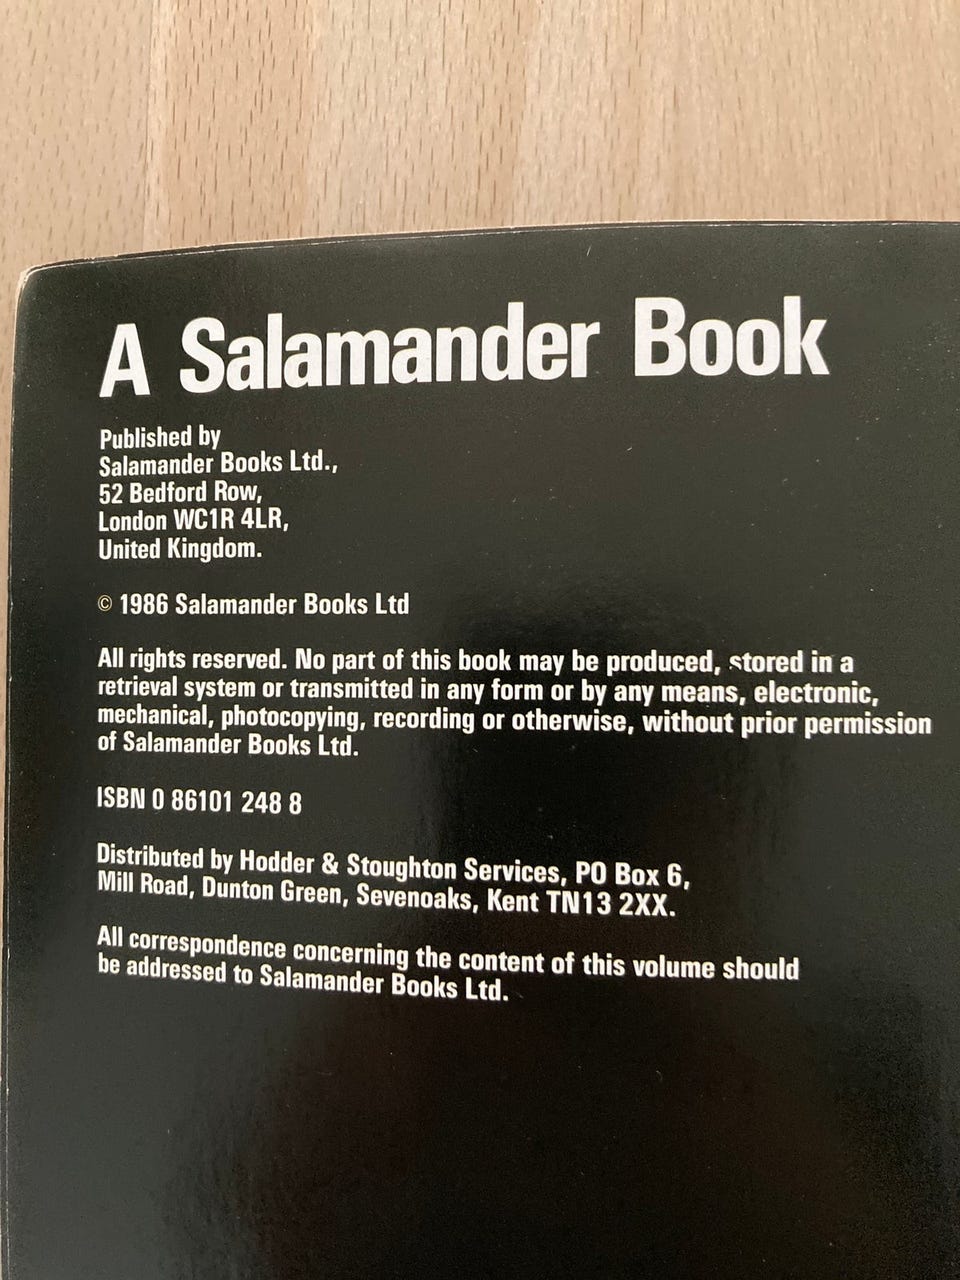 A Salamander Book
Published by
Salamander Books Ltd.,
52 Bedford Row,
London WC1R 4LR,
United Kingdom.
© 1986 Salamander Books Ltd
All rights reserved. No part of this book may be produced, stored in a
retrieval system or transmitted in any form or by any means, electronic,
mechanical, photocopying, recording or otherwise, without prior permission
of Salamander Books Ltd.
ISBN 0 86101 248 8
Distributed by Hodder & Stoughton Services, PO Box 6,
Mill Road, Dunton Green, Sevenoaks, Kent TN13 2XX.
All correspondence concerning the content of this volume should
be addressed to Salamander Books Ltd.